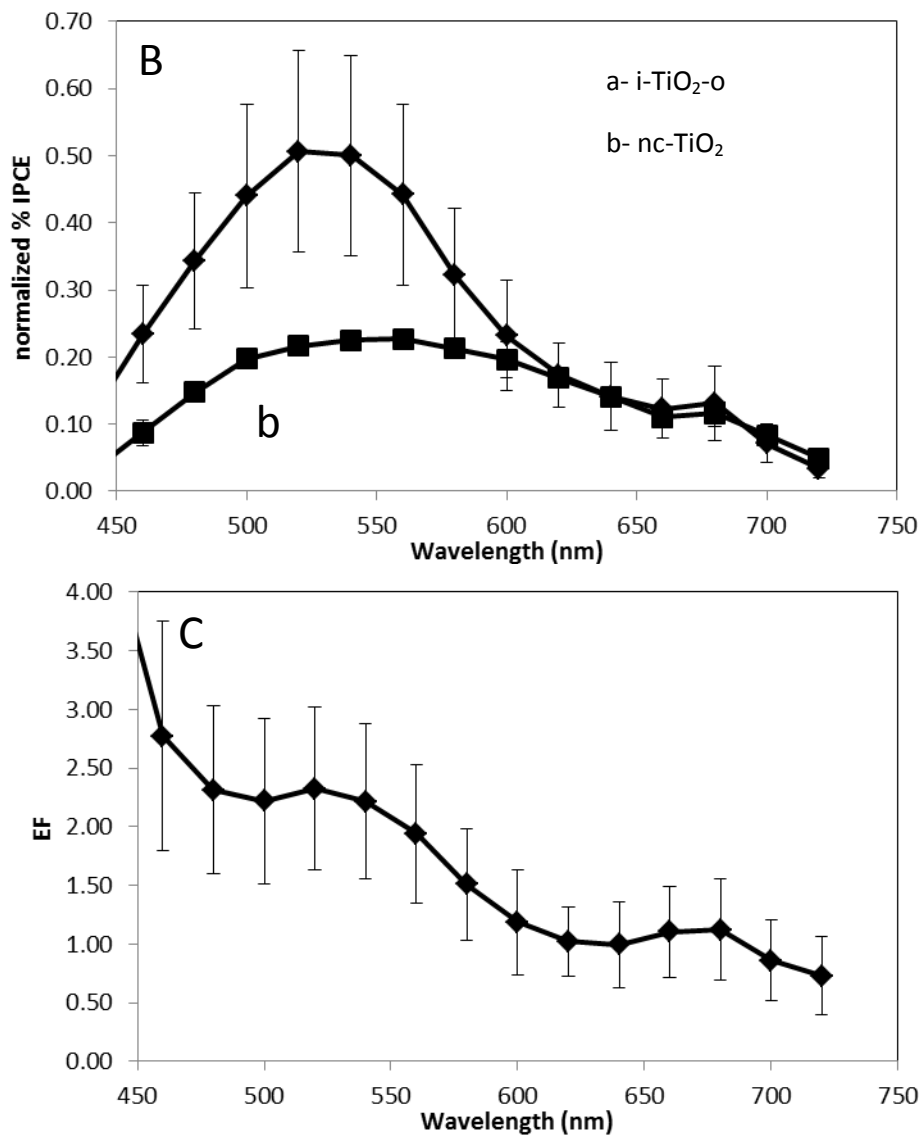 0.70
B
a- i-TiO₂-o
0.60
b- nc-TiO₂
0.50
normalized % IPCE
0.40
0.30
0.20
b
0.10
0.00
450 500 550 600 650 700 750
Wavelength (nm)
4.00
C
3.50
3.00
2.50
EF
2.00
1.50
1.00
0.50
0.00
450 500 550 600 650 700 750
Wavelength (nm)